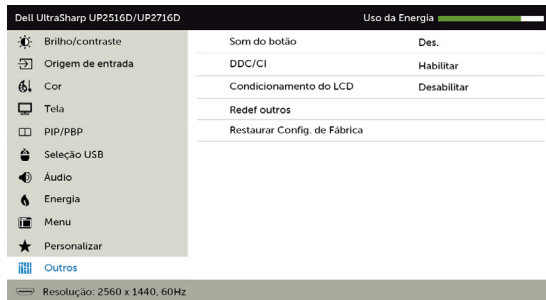 Dell UltraSharp UP2516D/UP2716D Uso da Energia
Brilho/contraste Som do botão Des.
Origem de entrada DDC/CI Habilitar
Cor Condicionamento do LCD Desabilitar
Tela Redef outros
PIP/PBP Restaurar Config. de Fábrica
Seleção USB
Áudio
Energia
Menu
Personalizar
Outros
Resolução: 2560 x 1440, 60Hz